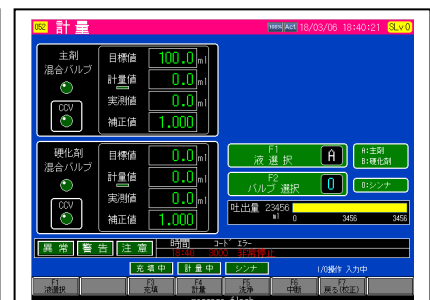 052 計 量 100% Act 18/03/06 18:40:21 SLv0
主剤
混合バルブ
CCV
目標値 100.0 ml
計量値 0.0 ml
実測値 0.0 ml
補正値 1.000
硬化剤
混合バルブ
CCV
目標値 0.0 ml
計量値 0.0 ml
実測値 0.0 ml
補正値 1.000
F1
液 選 択 A A:主剤
B:硬化剤
F2
バルブ 選択 0 0:シンナ
吐出量 23456
ml 0 3456 3456
異 常 警 告 注 意 時間 コード エラー
18:40 3000 非常停止
充 填 中 計 量 中 シンナ I/O操作 入力中
F1
液選択
F3
充填
F4
計量
F5
洗浄
F6
中断
F7
戻る(校正)